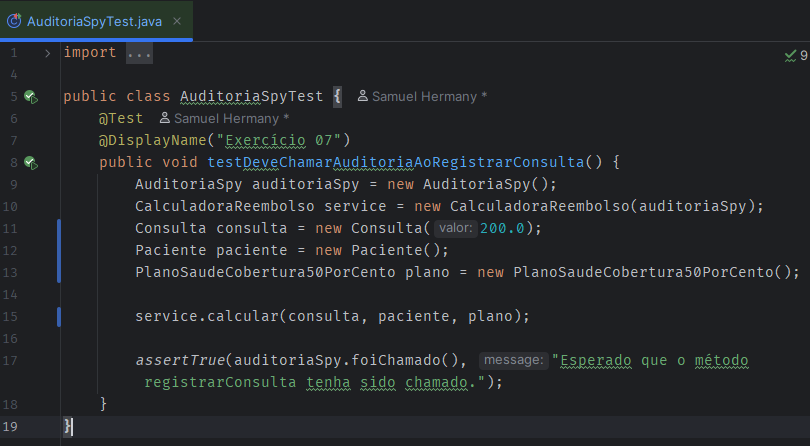 AuditoriaSpyTest.java ×
9
1 > import ...
4
5 public class AuditoriaSpyTest { Samuel Hermany *
6 @Test Samuel Hermany *
7 @DisplayName("Exercício 07")
8 public void testDeveChamarAuditoriaAoRegistrarConsulta() {
9 AuditoriaSpy auditoriaSpy = new AuditoriaSpy();
10 CalculadoraReembolso service = new CalculadoraReembolso(auditoriaSpy);
11 Consulta consulta = new Consulta( valor: 200.0);
12 Paciente paciente = new Paciente();
13 PlanoSaudeCobertura50PorCento plano = new PlanoSaudeCobertura50PorCento();
14
15 service.calcular(consulta, paciente, plano);
16
17 assertTrue(auditoriaSpy.foiChamado(), message: "Esperado que o método
registrarConsulta tenha sido chamado.");
18 }
19 }